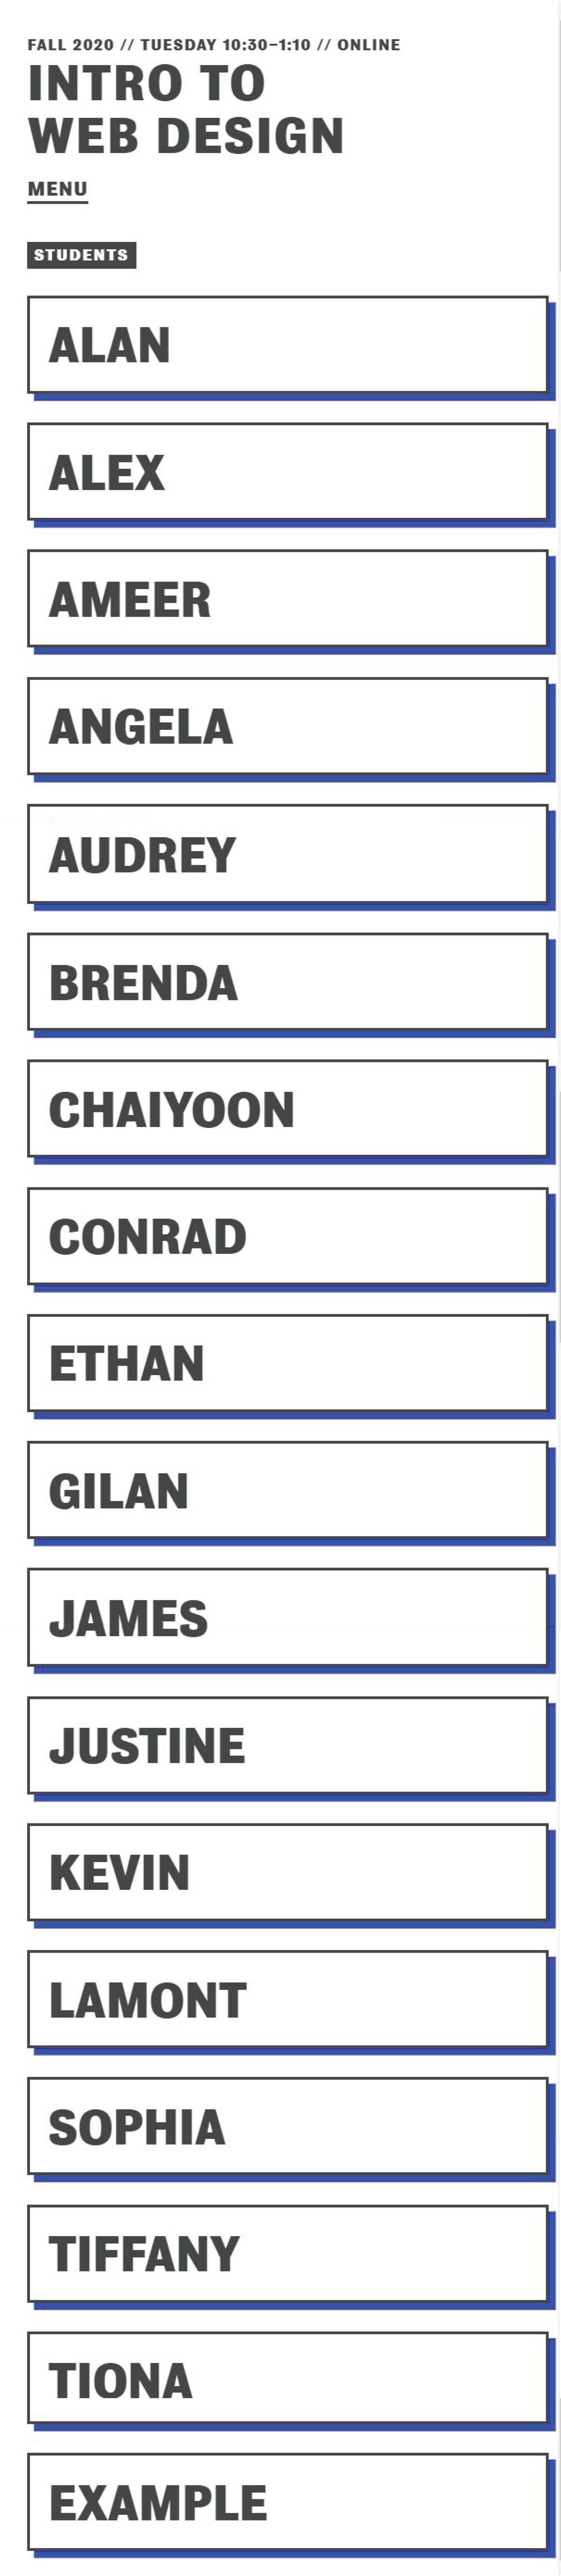 FALL 2020 // TUESDAY 10:30–1:10 // ONLINE
INTRO TO
WEB DESIGN
MENU
STUDENTS
ALAN
ALEX
AMEER
ANGELA
AUDREY
BRENDA
CHAIYOON
CONRAD
ETHAN
GILAN
JAMES
JUSTINE
KEVIN
LAMONT
SOPHIA
TIFFANY
TIONA
EXAMPLE